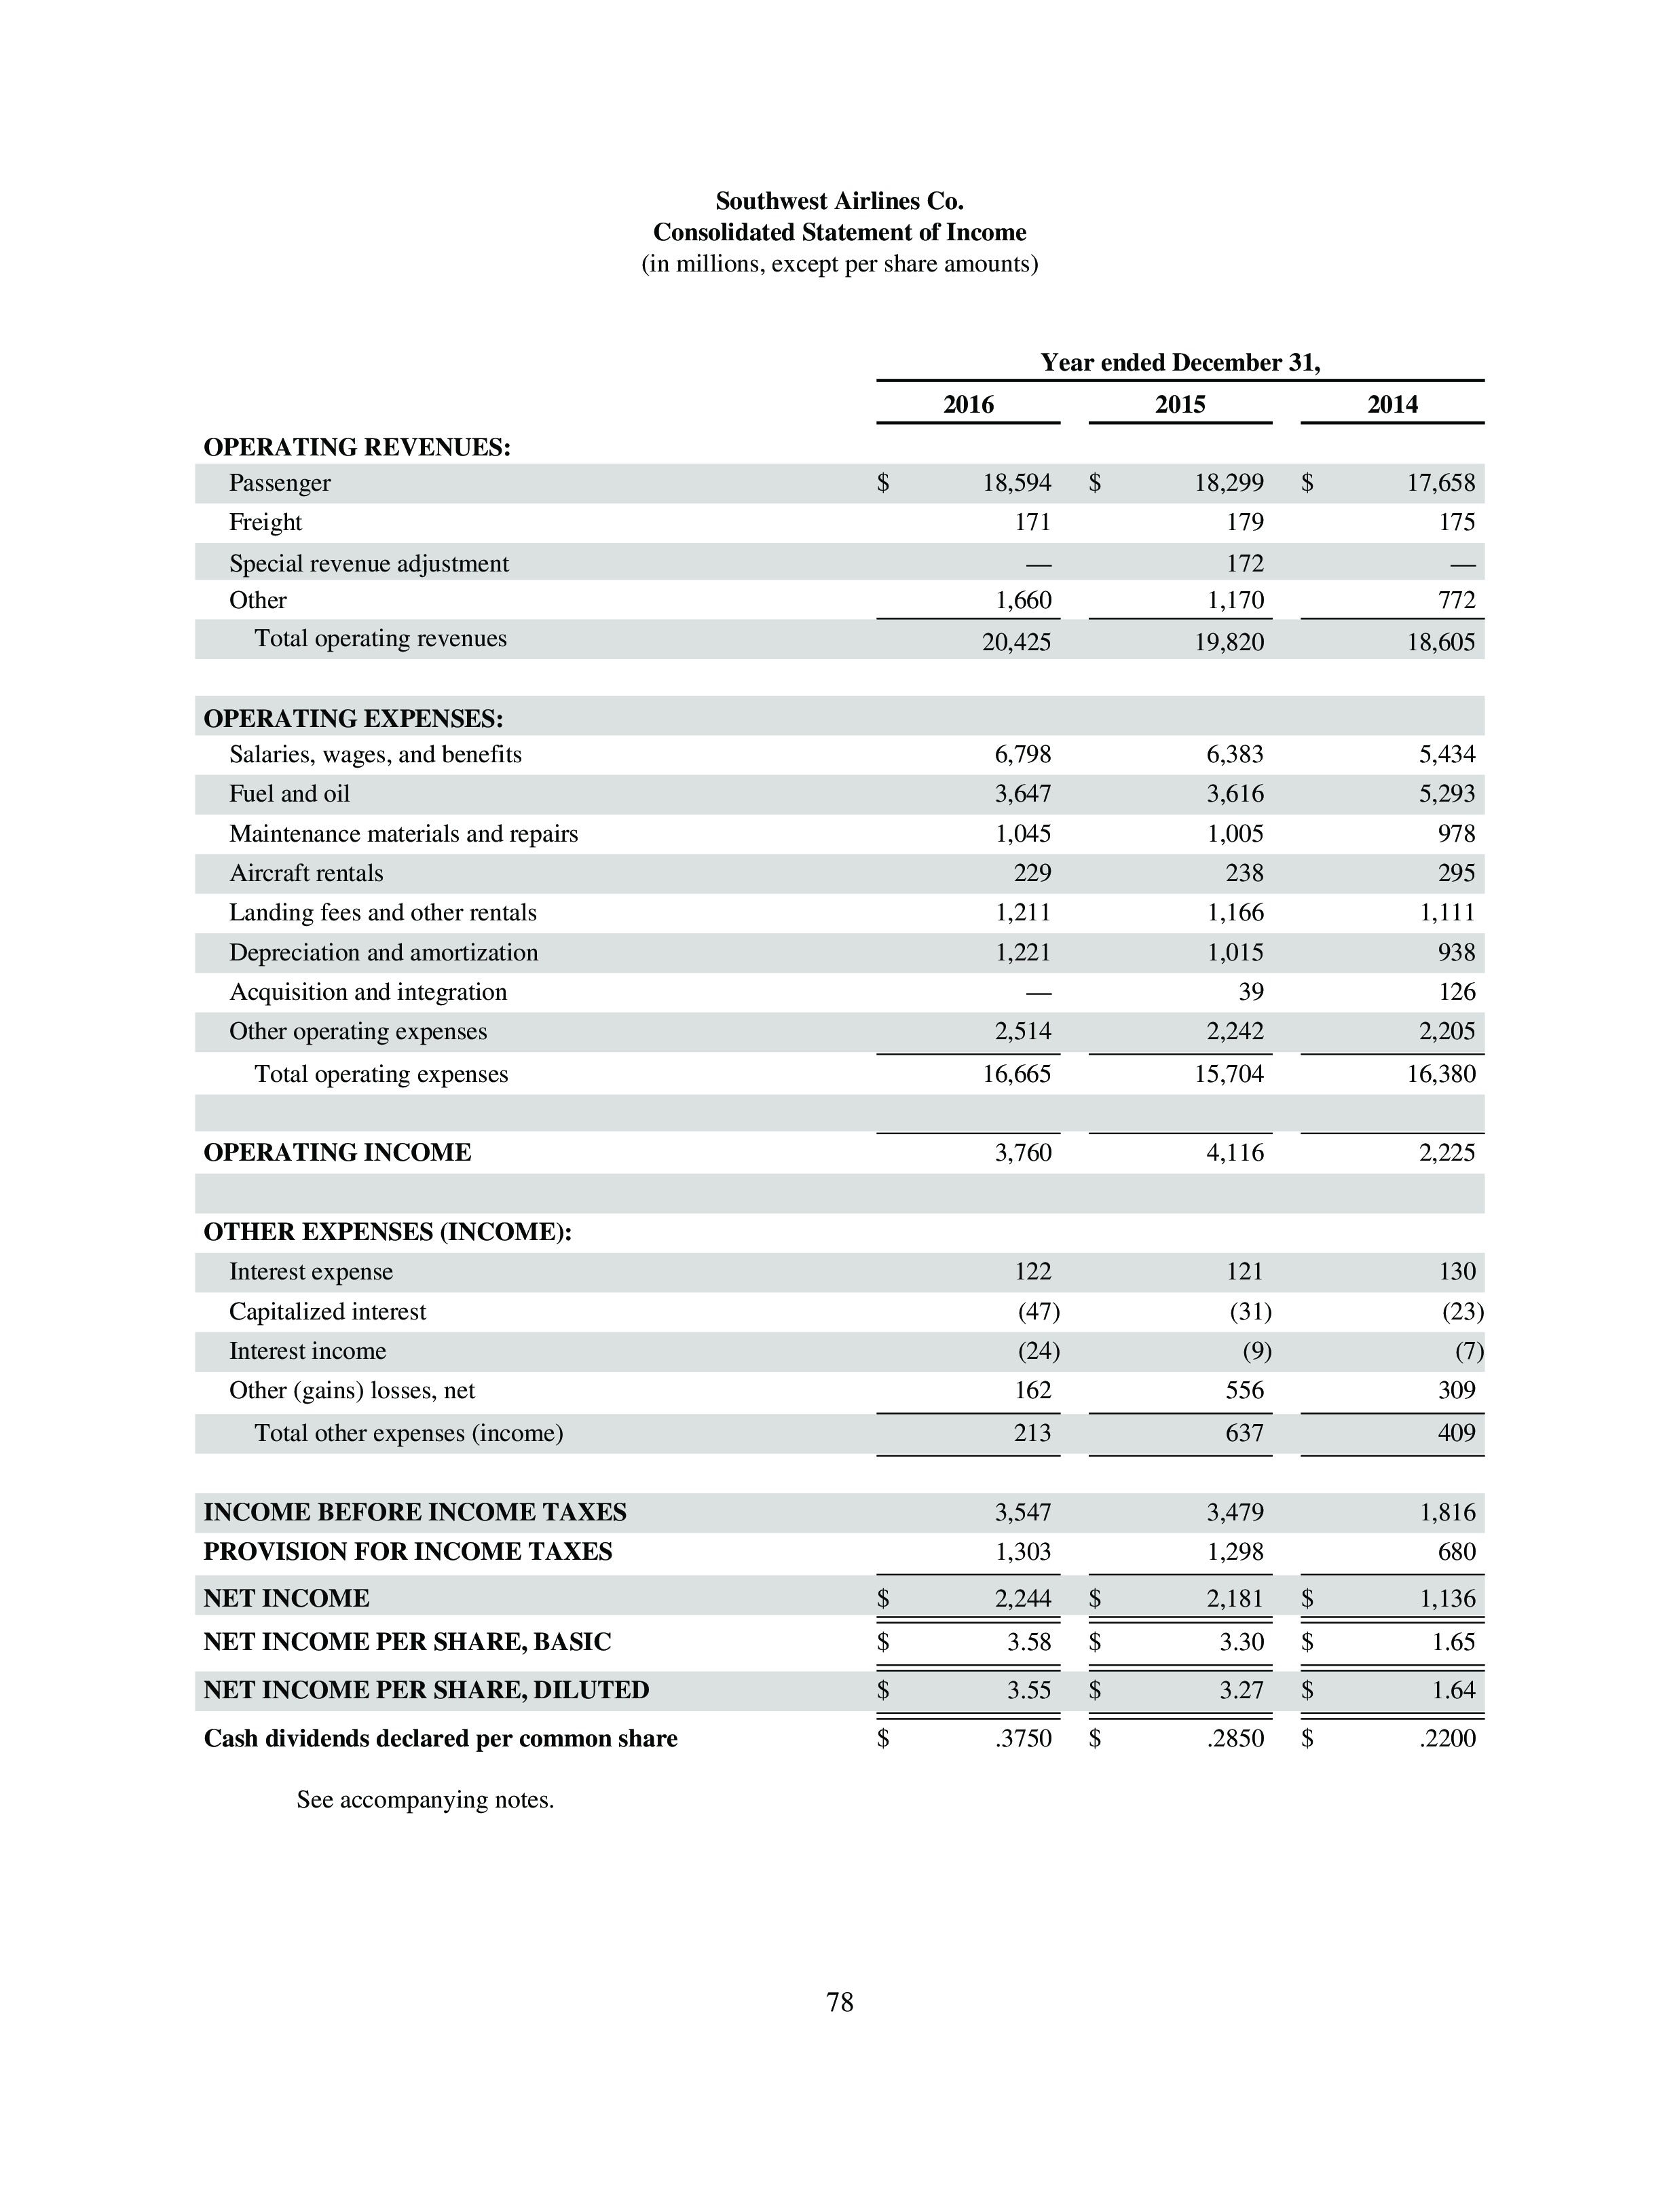 Southwest Airlines Co.
Consolidated Statement of Income
(in millions, except per share amounts)
Year ended December 31,
2016 2015 2014
OPERATING REVENUES:
Passenger $ 18,594 $ 18,299 $ 17,658
Freight 171 179 175
Special revenue adjustment — 172 —
Other 1,660 1,170 772
Total operating revenues 20,425 19,820 18,605
OPERATING EXPENSES:
Salaries, wages, and benefits 6,798 6,383 5,434
Fuel and oil 3,647 3,616 5,293
Maintenance materials and repairs 1,045 1,005 978
Aircraft rentals 229 238 295
Landing fees and other rentals 1,211 1,166 1,111
Depreciation and amortization 1,221 1,015 938
Acquisition and integration — 39 126
Other operating expenses 2,514 2,242 2,205
Total operating expenses 16,665 15,704 16,380
OPERATING INCOME 3,760 4,116 2,225
OTHER EXPENSES (INCOME):
Interest expense 122 121 130
Capitalized interest (47) (31) (23)
Interest income (24) (9) (7)
Other (gains) losses, net 162 556 309
Total other expenses (income) 213 637 409
INCOME BEFORE INCOME TAXES 3,547 3,479 1,816
PROVISION FOR INCOME TAXES 1,303 1,298 680
NET INCOME $ 2,244 $ 2,181 $ 1,136
NET INCOME PER SHARE, BASIC $ 3.58 $ 3.30 $ 1.65
NET INCOME PER SHARE, DILUTED $ 3.55 $ 3.27 $ 1.64
Cash dividends declared per common share $ .3750 $ .2850 $ .2200
See accompanying notes.
78